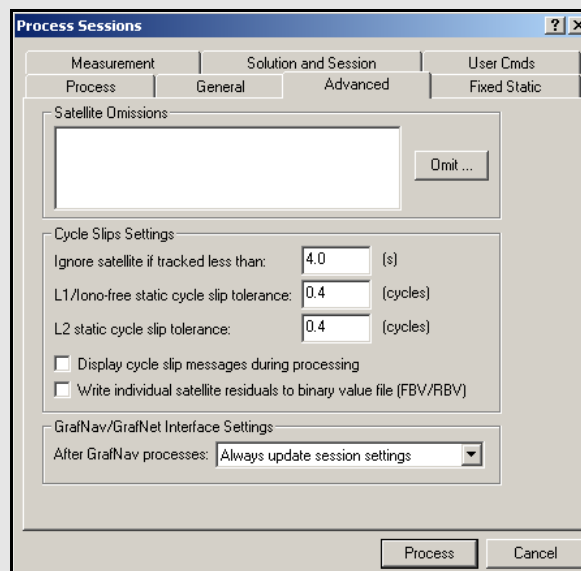 Process Sessions
Measurement Solution and Session User Cmds
Process General Advanced Fixed Static
Satellite Omissions
Omit ...
Cycle Slips Settings
Ignore satellite if tracked less than: 4.0 (s)
L1/Iono-free static cycle slip tolerance: 0.4 (cycles)
L2 static cycle slip tolerance: 0.4 (cycles)
Display cycle slip messages during processing
Write individual satellite residuals to binary value file (FBV/RBV)
GrafNav/GrafNet Interface Settings
After GrafNav processes: Always update session settings
Process Cancel